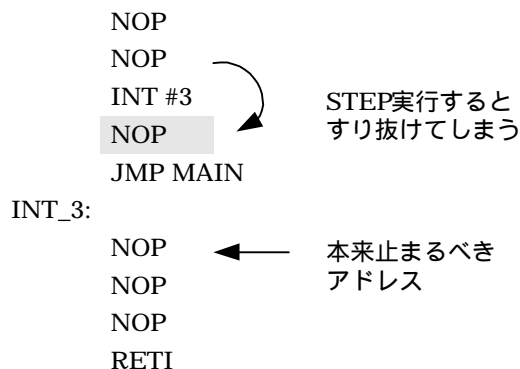 NOP
NOP
INT #3
NOP
JMP MAIN
STEP実行すると
すり抜けてしまう
INT_3:
NOP
NOP
NOP
RETI
本来止まるべき
アドレス